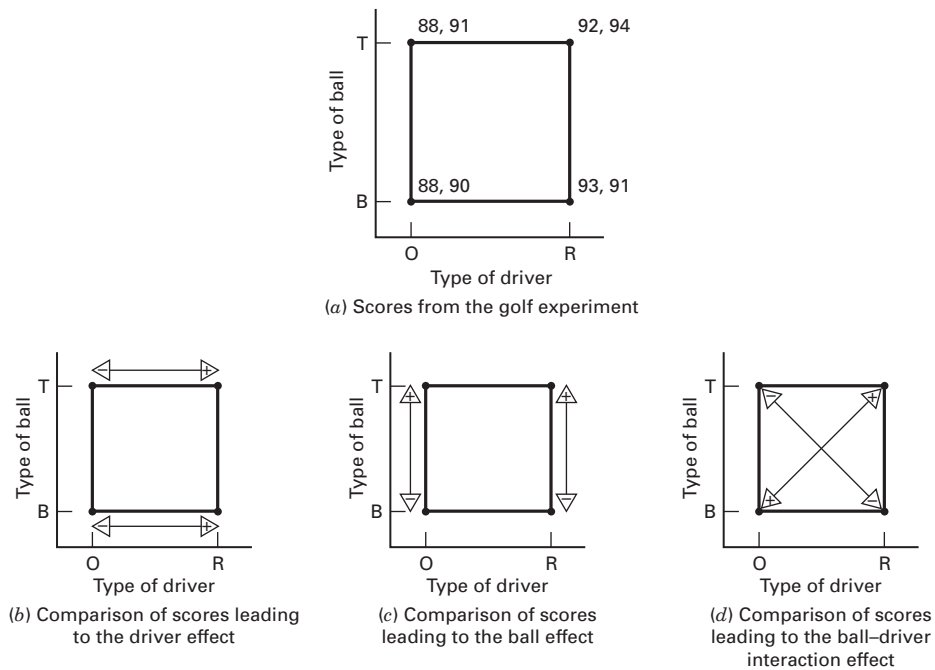 88, 91
92, 94
T
Type of ball
88, 90
93, 91
B
O
R
Type of driver
(a) Scores from the golf experiment
T
−
+
Type of ball
B
−
+
O
R
Type of driver
(b) Comparison of scores leading
to the driver effect
T
+
+
Type of ball
B
−
−
O
R
Type of driver
(c) Comparison of scores
leading to the ball effect
T
−
+
Type of ball
B
+
−
O
R
Type of driver
(d) Comparison of scores
leading to the ball–driver
interaction effect